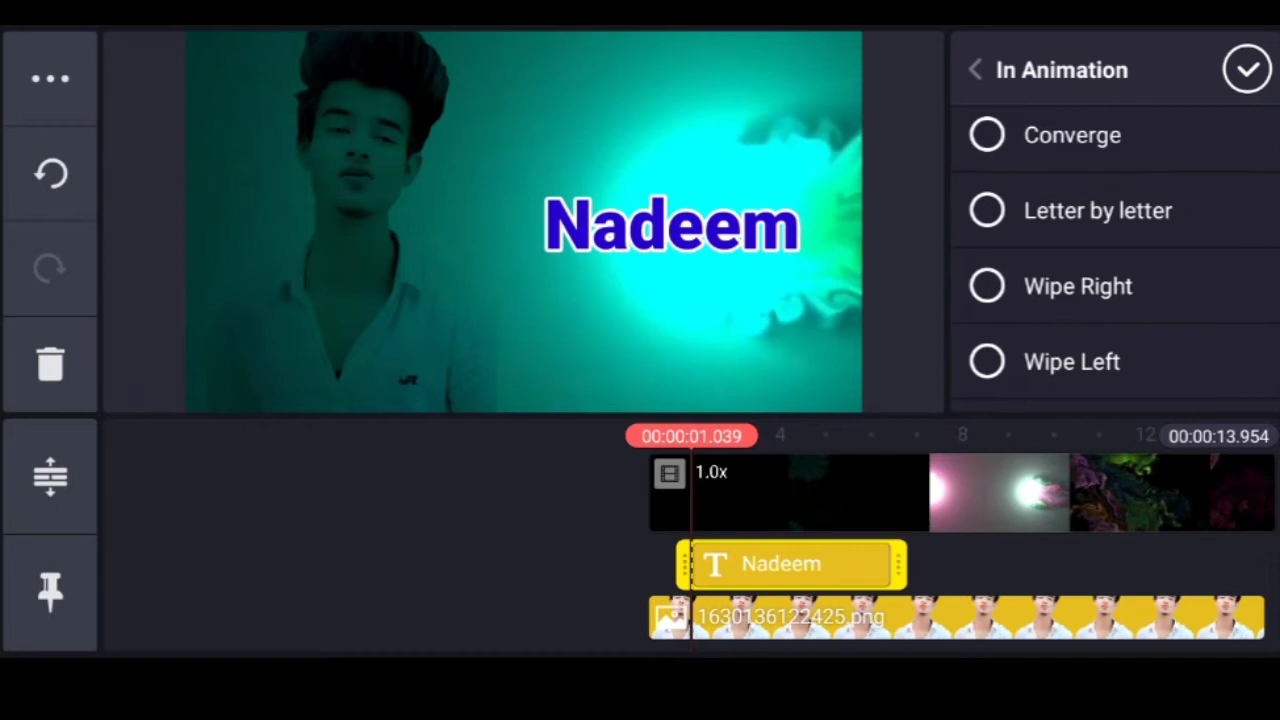 In Animation
Converge
Letter by letter
Wipe Right
Wipe Left
Nadeem
00:00:01.039
4
8
12
00:00:13.954
1.0x
T Nadeem
1630136122425.png